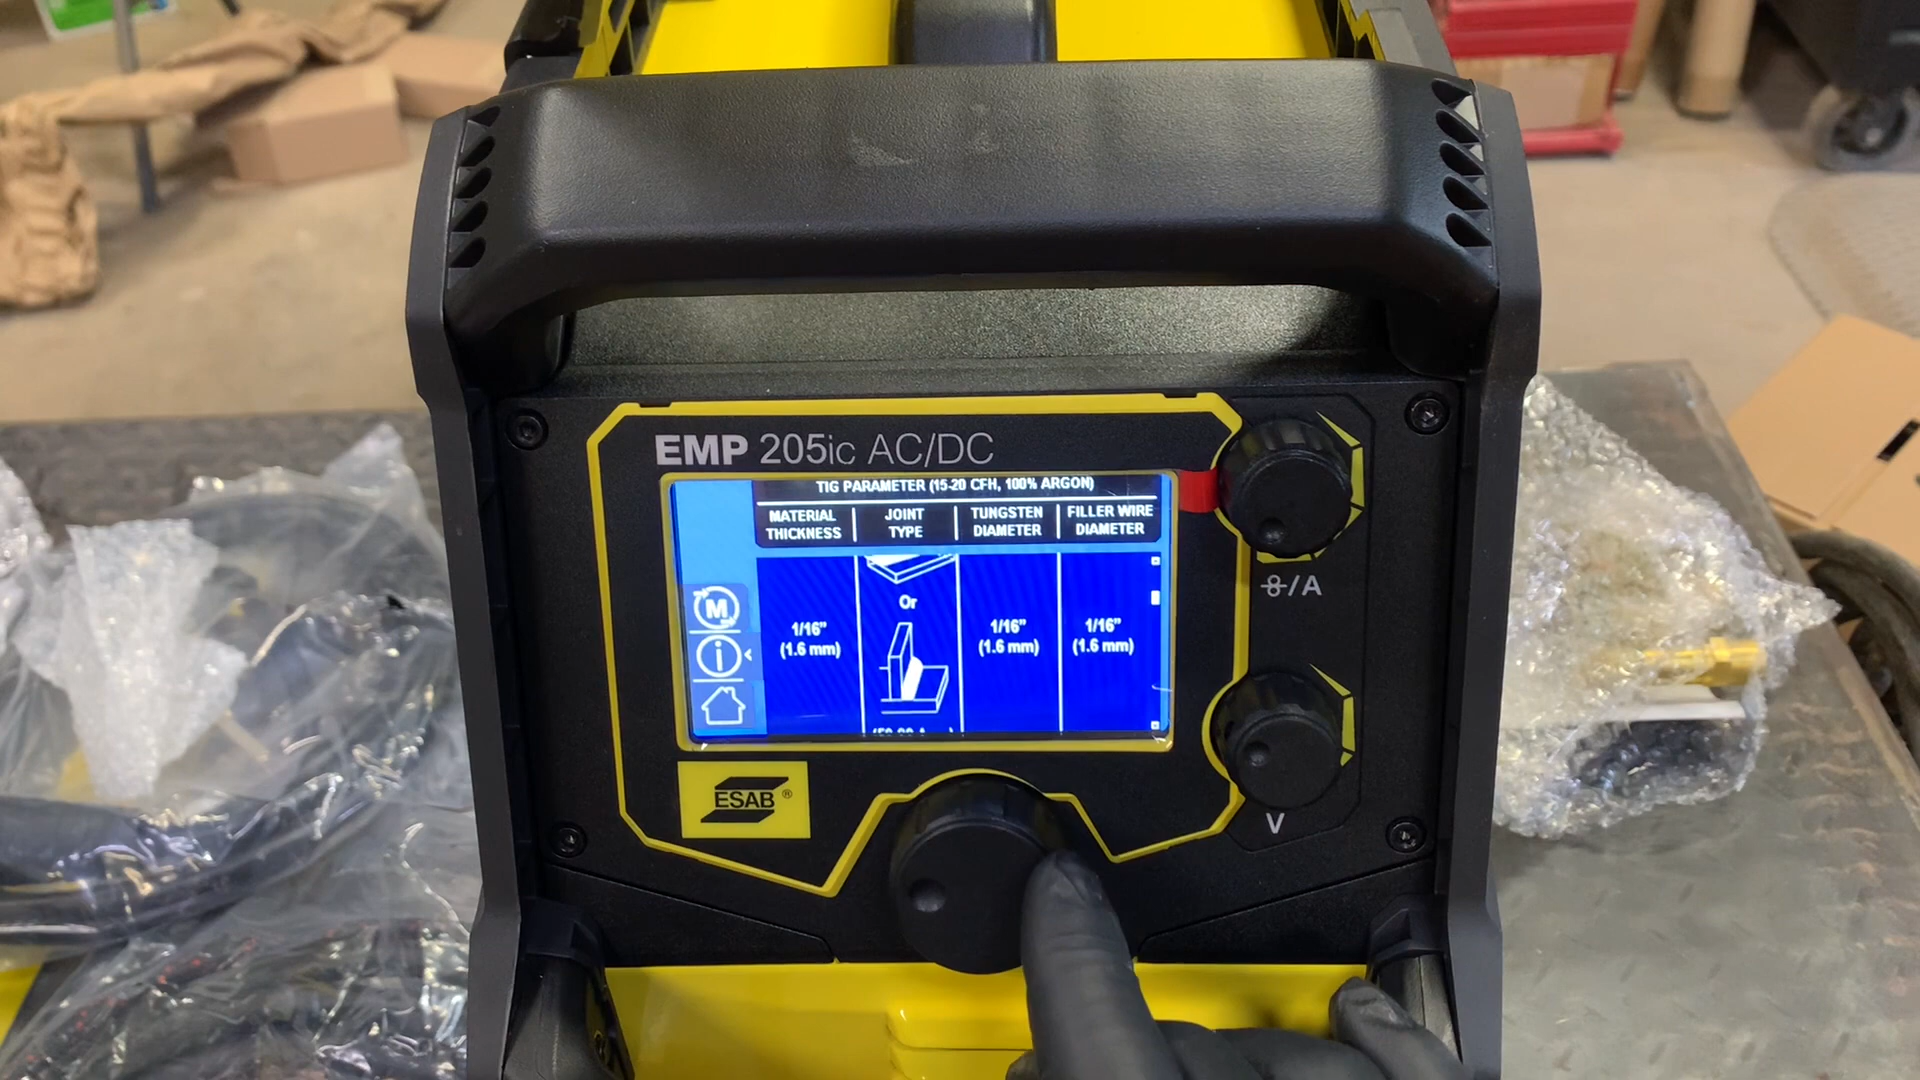 EMP 205ic AC/DC
TIG PARAMETER (15-20 CFH, 100% ARGON)
MATERIAL THICKNESS
JOINT TYPE
TUNGSTEN DIAMETER
FILLER WIRE DIAMETER
Or
1/16"
(1.6 mm)
1/16"
(1.6 mm)
1/16"
(1.6 mm)
M
i
/A
V
ESAB®